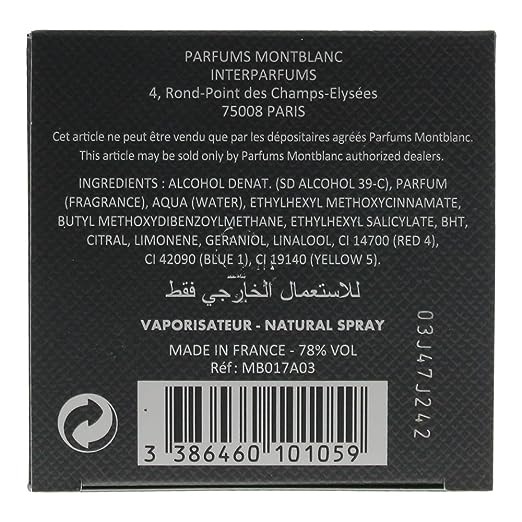 PARFUMS MONTBLANC
INTERPARFUMS
4, Rond-Point des Champs-Elysées
75008 PARIS
Cet article ne peut être vendu que par les dépositaires agréés Parfums Montblanc.
This article may be sold only by Parfums Montblanc authorized dealers.
INGREDIENTS : ALCOHOL DENAT. (SD ALCOHOL 39-C), PARFUM
(FRAGRANCE), AQUA (WATER), ETHYLHEXYL METHOXYCINNAMATE,
BUTYL METHOXYDIBENZOYLMETHANE, ETHYLHEXYL SALICYLATE, BHT,
CITRAL, LIMONENE, GERANIOL, LINALOOL, CI 14700 (RED 4),
CI 42090 (BLUE 1), CI 19140 (YELLOW 5).
للاستعمال الخارجي فقط
VAPORISATEUR - NATURAL SPRAY
MADE IN FRANCE - 78% VOL
Réf : MB017A03
3 386460 101059
03J47J242